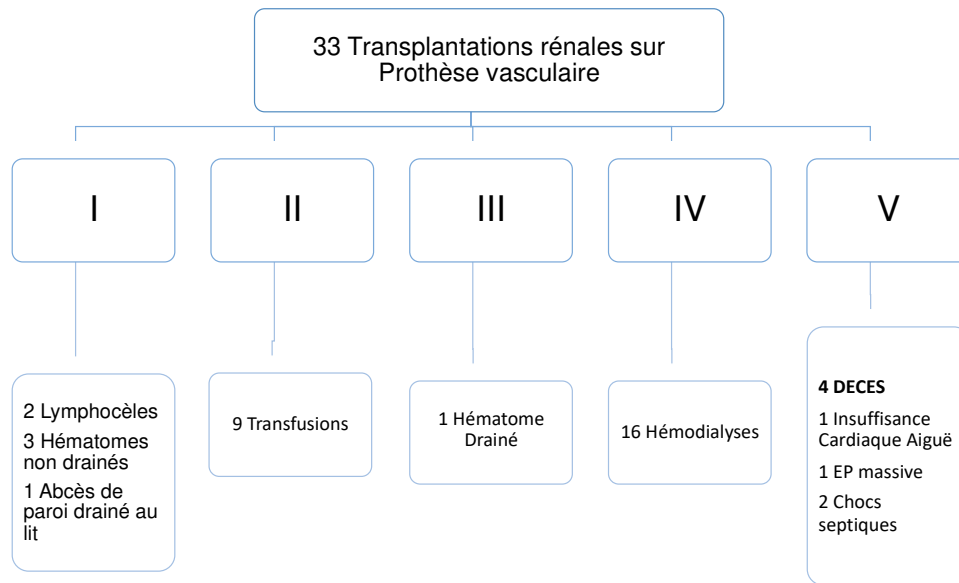 33 Transplantations rénales sur
Prothèse vasculaire
I
II
III
IV
V
2 Lymphocèles
3 Hématomes
non drainés
1 Abcès de
paroi drainé au
lit
9 Transfusions
1 Hématome
Drainé
16 Hémodialyses
4 DECES
1 Insuffisance
Cardiaque Aiguë
1 EP massive
2 Chocs
septiques